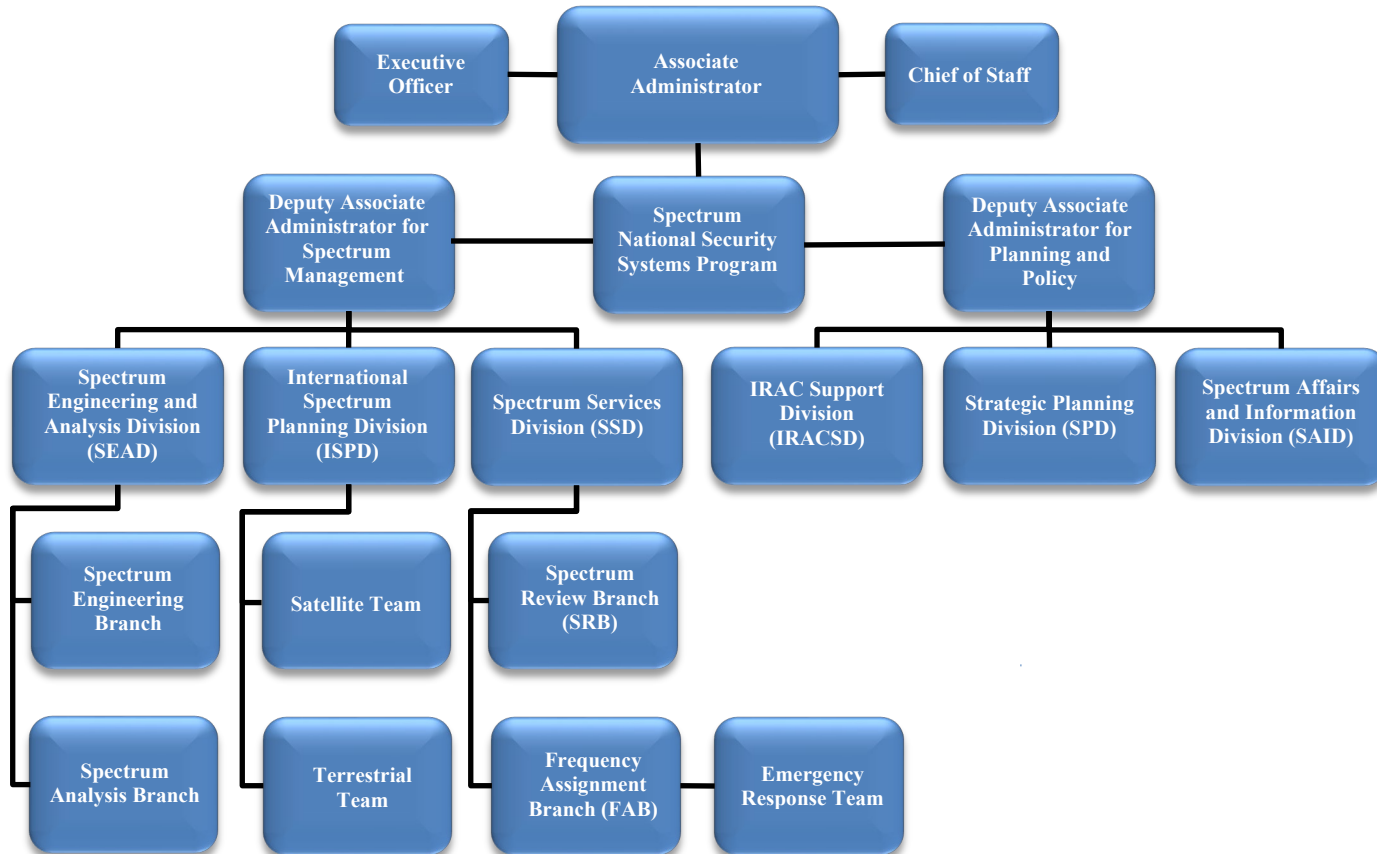 Executive
Officer
Associate
Administrator
Chief of Staff
Deputy Associate
Administrator for
Spectrum
Management
Spectrum
National Security
Systems Program
Deputy Associate
Administrator for
Planning and
Policy
Spectrum
Engineering and
Analysis Division
(SEAD)
International
Spectrum
Planning Division
(ISPD)
Spectrum Services
Division (SSD)
IRAC Support
Division
(IRACSD)
Strategic Planning
Division (SPD)
Spectrum Affairs
and Information
Division (SAID)
Spectrum
Engineering
Branch
Satellite Team
Spectrum
Review Branch
(SRB)
Spectrum
Analysis Branch
Terrestrial
Team
Frequency
Assignment
Branch (FAB)
Emergency
Response Team